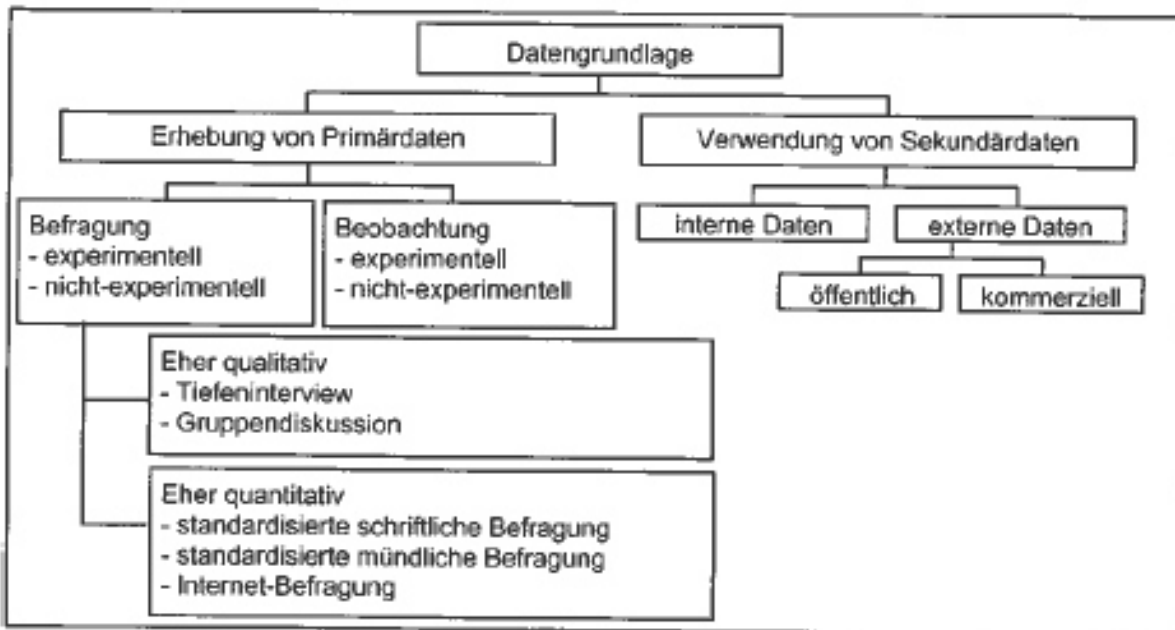 Datengrundlage
Erhebung von Primärdaten
Verwendung von Sekundärdaten
Befragung
- experimentell
- nicht-experimentell
Beobachtung
- experimentell
- nicht-experimentell
interne Daten
externe Daten
öffentlich
kommerziell
Eher qualitativ
- Tiefeninterview
- Gruppendiskussion
Eher quantitativ
- standardisierte schriftliche Befragung
- standardisierte mündliche Befragung
- Internet-Befragung